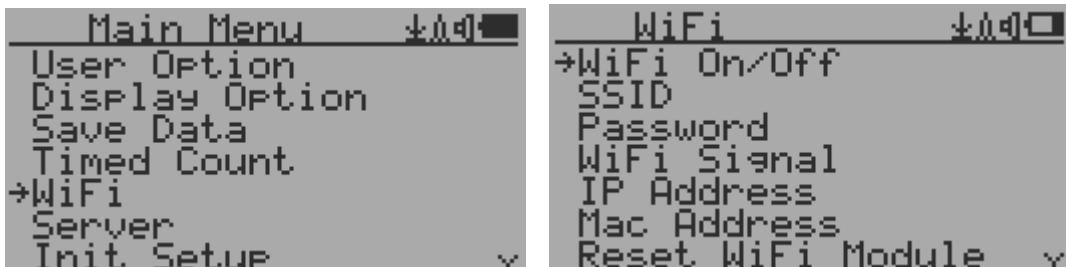 Main Menu
User Option
Display Option
Save Data
Timed Count
→WiFi
Server
Init Setup
WiFi
→WiFi On/Off
SSID
Password
WiFi Signal
IP Address
Mac Address
Reset WiFi Module